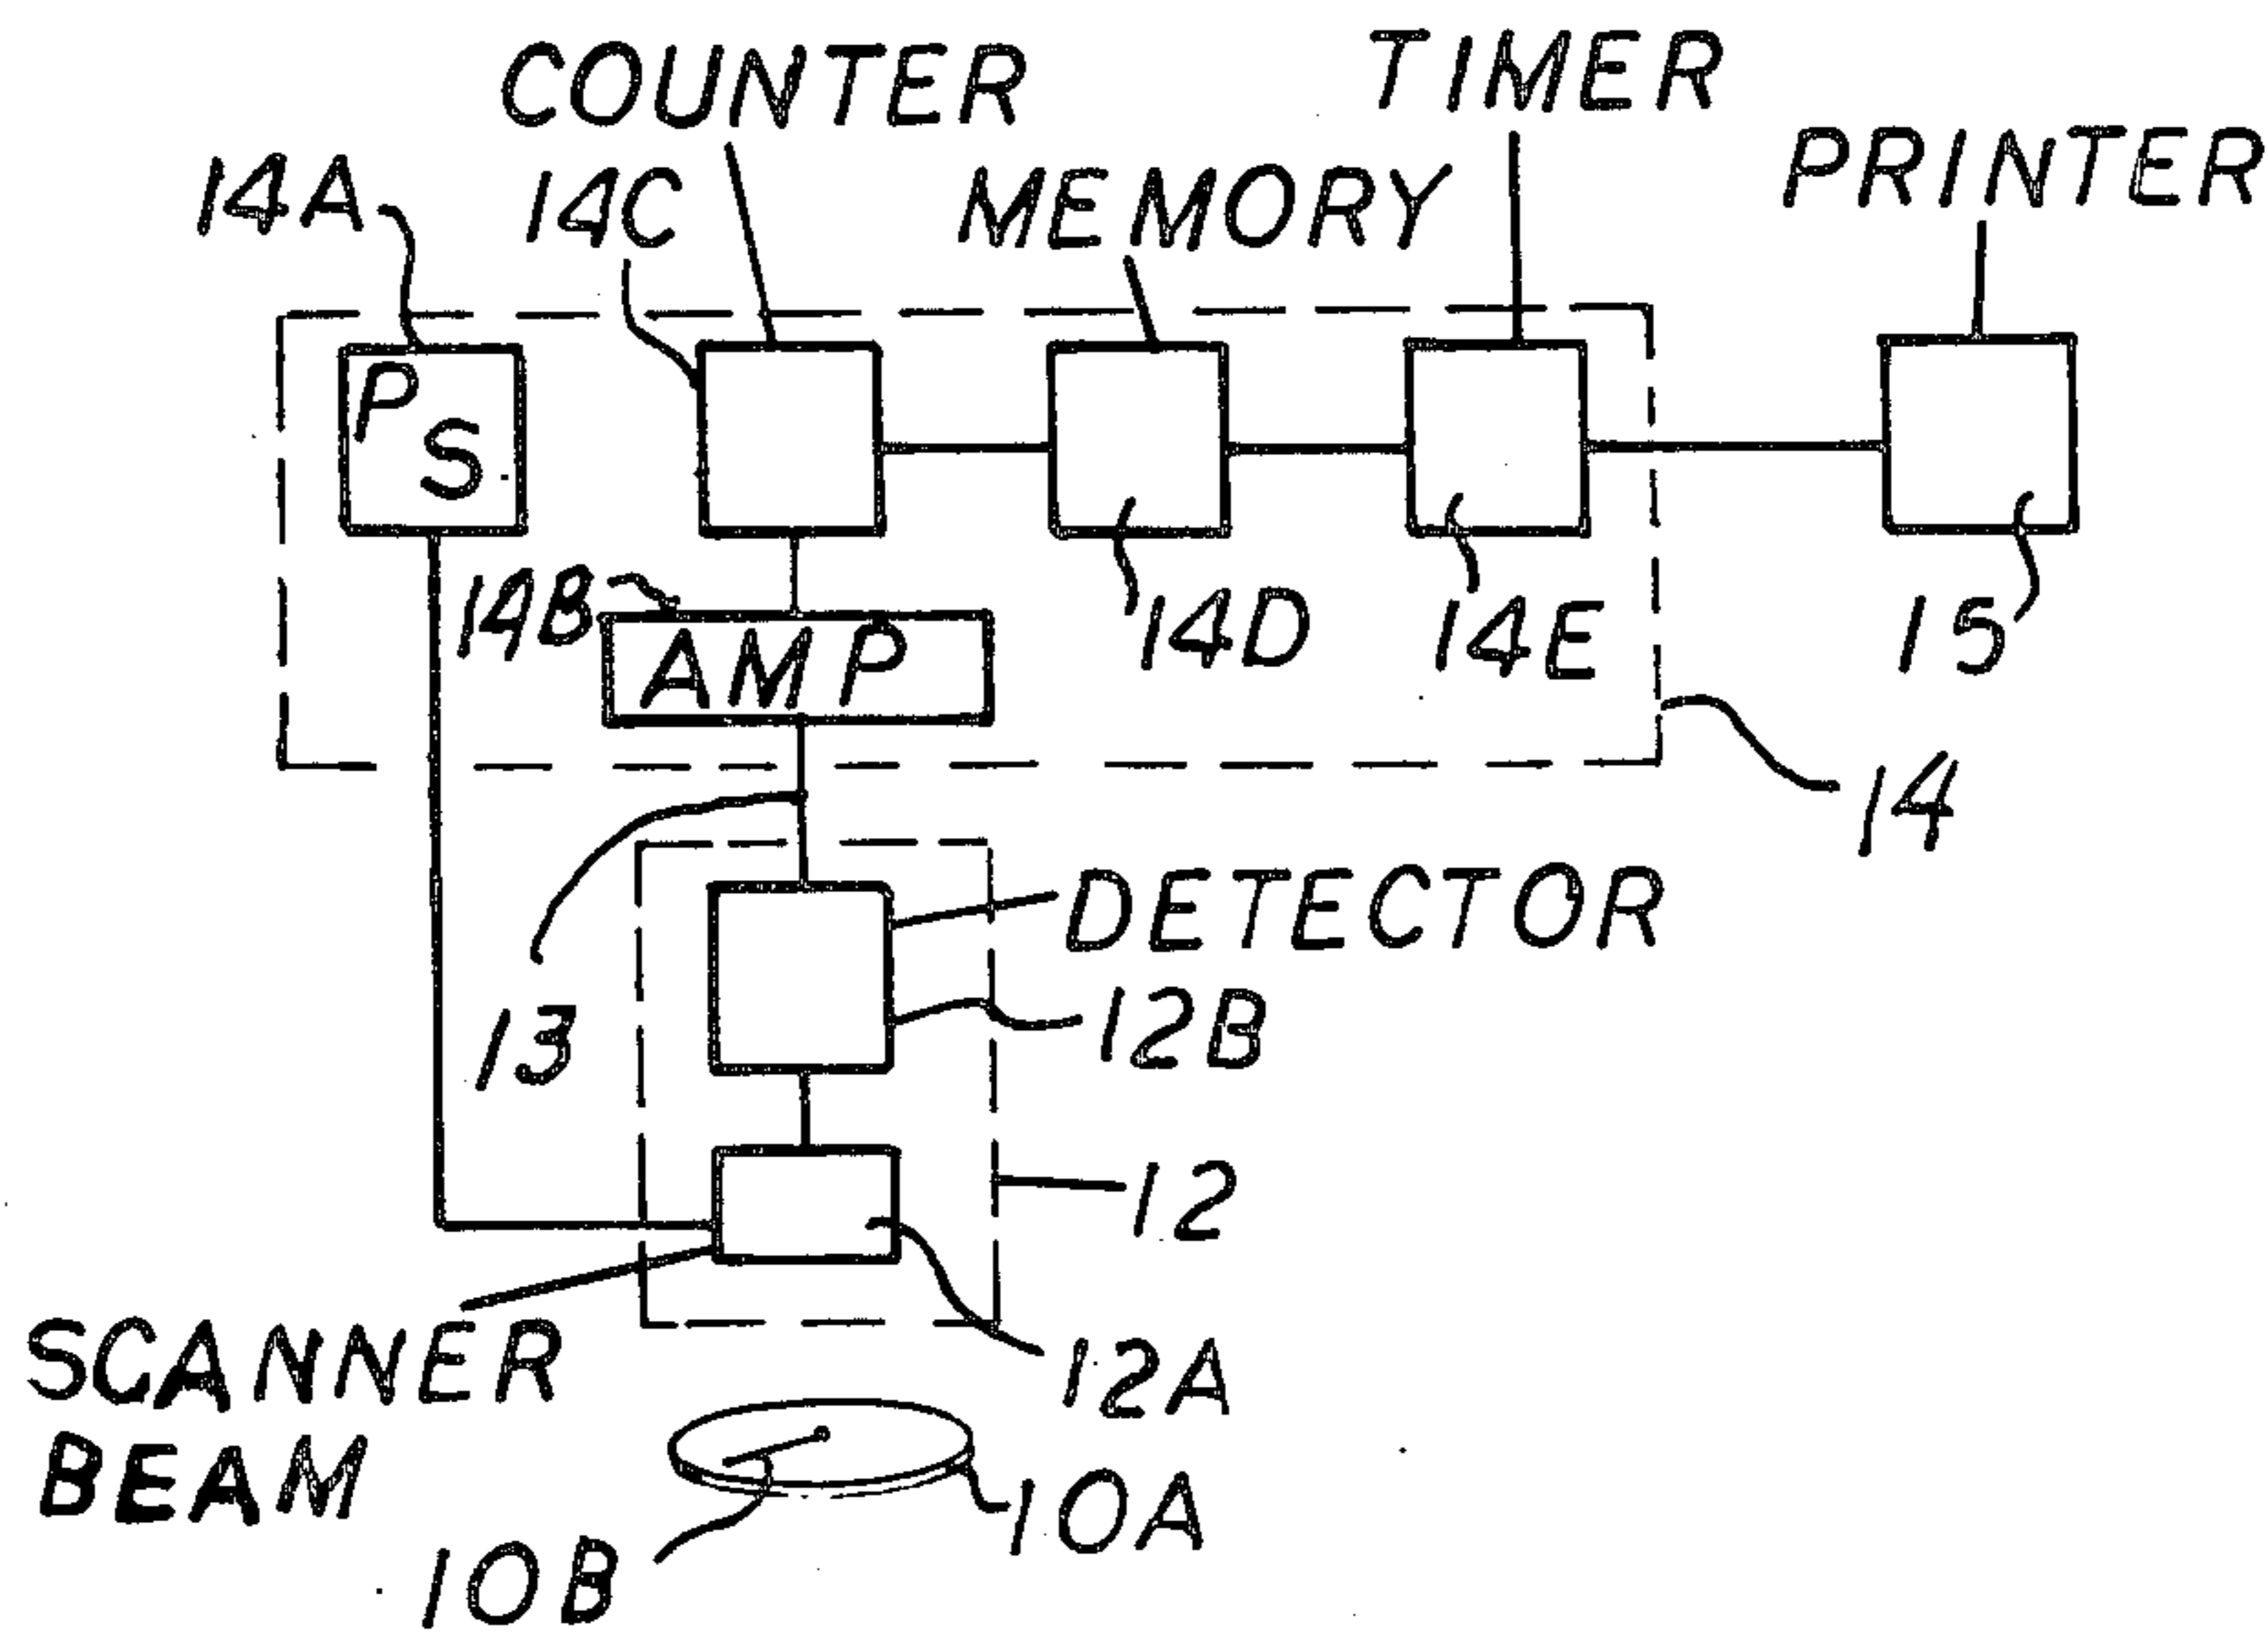 COUNTER
TIMER
PRINTER
14A
14C
MEMORY
PS
14B
AMP
14D
14E
15
14
13
DETECTOR
12B
12
SCANNER
BEAM
12A
10A
10B